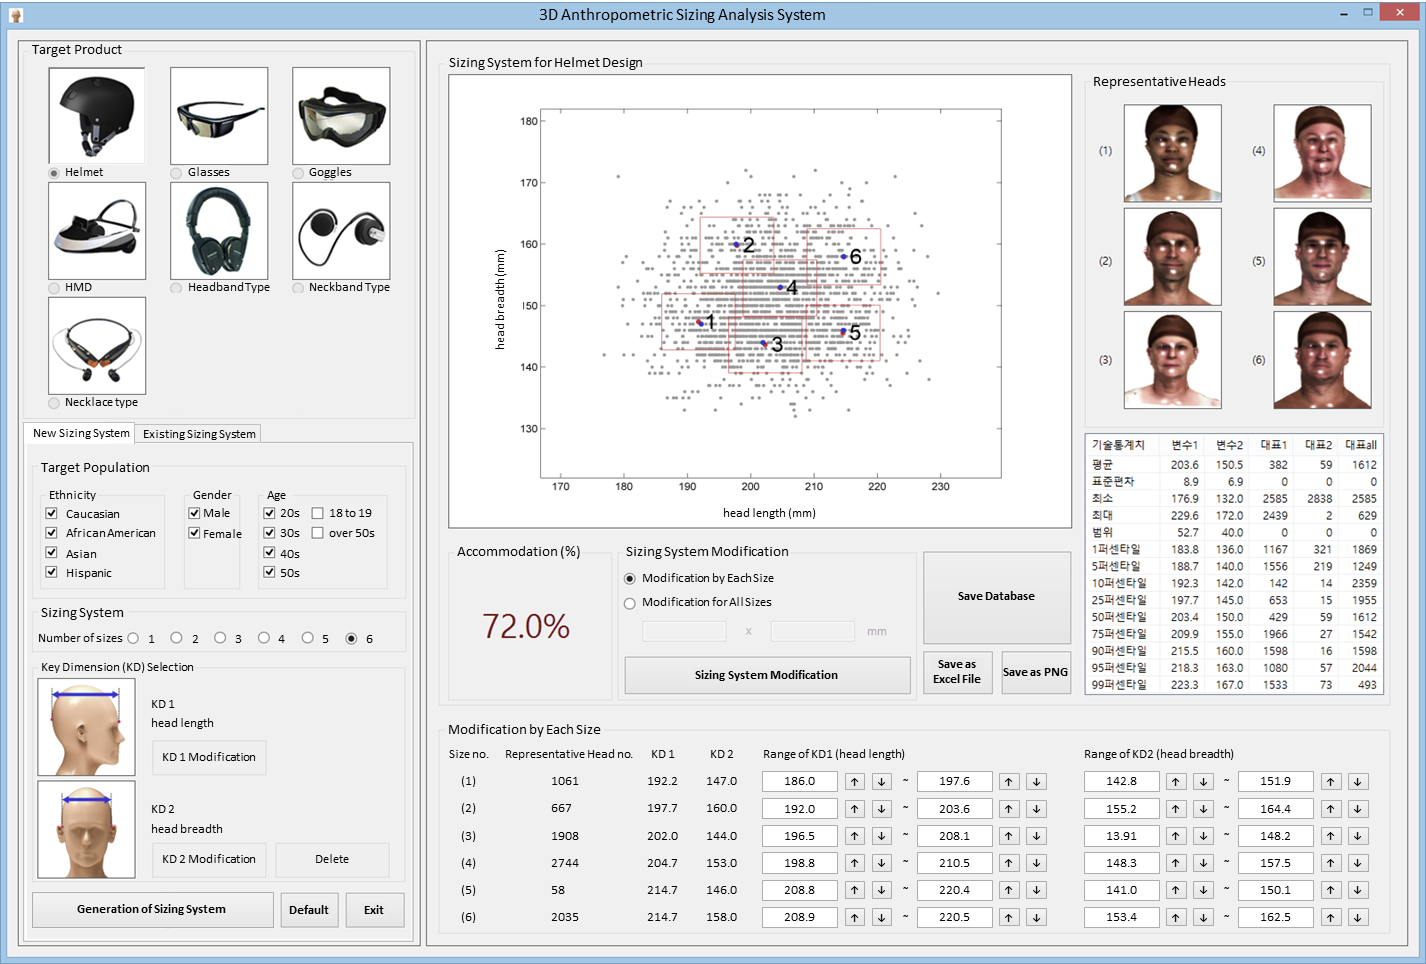 3D Anthropometric Sizing Analysis System
Target Product
Helmet
Glasses
Goggles
HMD
Headband Type
Neckband Type
Necklace type
New Sizing System
Existing Sizing System
Target Population
Ethnicity
Caucasian
African American
Asian
Hispanic
Gender
Male
Female
Age
20s
18 to 19
30s
over 50s
40s
50s
Sizing System
Number of sizes 1 2 3 4 5 6
Key Dimension (KD) Selection
KD 1
head length
KD 1 Modification
KD 2
head breadth
KD 2 Modification
Delete
Generation of Sizing System
Default
Exit
Sizing System for Helmet Design
head breadth (mm)
180
170
160
150
140
130
2
6
4
1
5
3
170 180 190 200 210 220 230
head length (mm)
Accommodation (%)
72.0%
Sizing System Modification
Modification by Each Size
Modification for All Sizes
x mm
Sizing System Modification
Save Database
Save as
Excel File
Save as PNG
Representative Heads
(1) (4)
(2) (5)
(3) (6)
기술통계치 변수1 변수2 대표1 대표2 대표all
평균 203.6 150.5 382 59 1612
표준편차 8.9 6.9 0 0 0
최소 176.9 132.0 2585 2838 2585
최대 229.6 172.0 2439 2 629
범위 52.7 40.0 0 0 0
1퍼센타일 183.8 136.0 1167 321 1869
5퍼센타일 188.7 140.0 1556 219 1249
10퍼센타일 192.3 142.0 142 14 2359
25퍼센타일 197.7 145.0 653 15 1955
50퍼센타일 203.4 150.0 429 59 1612
75퍼센타일 209.9 155.0 1966 27 1542
90퍼센타일 215.5 160.0 1598 16 1598
95퍼센타일 218.3 163.0 1080 57 2044
99퍼센타일 223.3 167.0 1533 73 493
Modification by Each Size
Size no. Representative Head no. KD 1 KD 2 Range of KD1 (head length) Range of KD2 (head breadth)
(1) 1061 192.2 147.0 186.0 ~ 197.6 142.8 ~ 151.9
(2) 667 197.7 160.0 192.0 ~ 203.6 155.2 ~ 164.4
(3) 1908 202.0 144.0 196.5 ~ 208.1 13.91 ~ 148.2
(4) 2744 204.7 153.0 198.8 ~ 210.5 148.3 ~ 157.5
(5) 58 214.7 146.0 208.8 ~ 220.4 141.0 ~ 150.1
(6) 2035 214.7 158.0 208.9 ~ 220.5 153.4 ~ 162.5